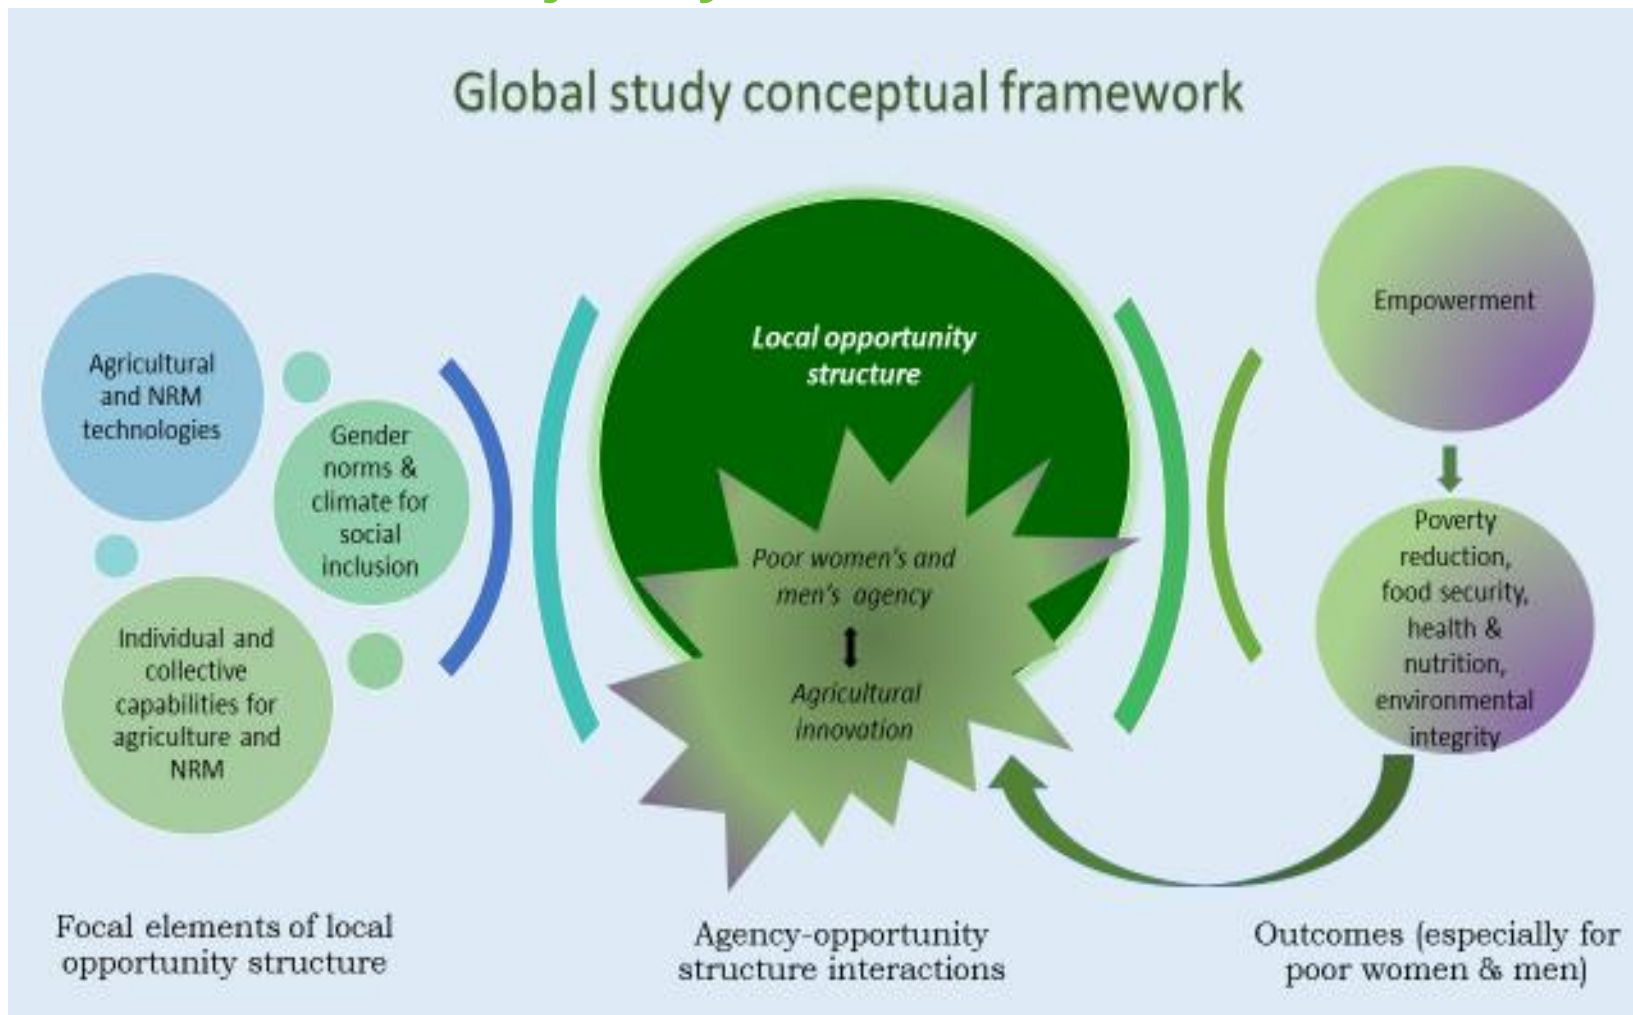 Global study conceptual framework
Agricultural
and NRM
technologies
Gender
norms &
climate for
social
inclusion
Individual and
collective
capabilities for
agriculture and
NRM
Local opportunity
structure
Poor women's and
men's agency
Agricultural
innovation
Empowerment
Poverty
reduction,
food security,
health &
nutrition,
environmental
integrity
Focal elements of local
opportunity structure
Agency-opportunity
structure interactions
Outcomes (especially for
poor women & men)